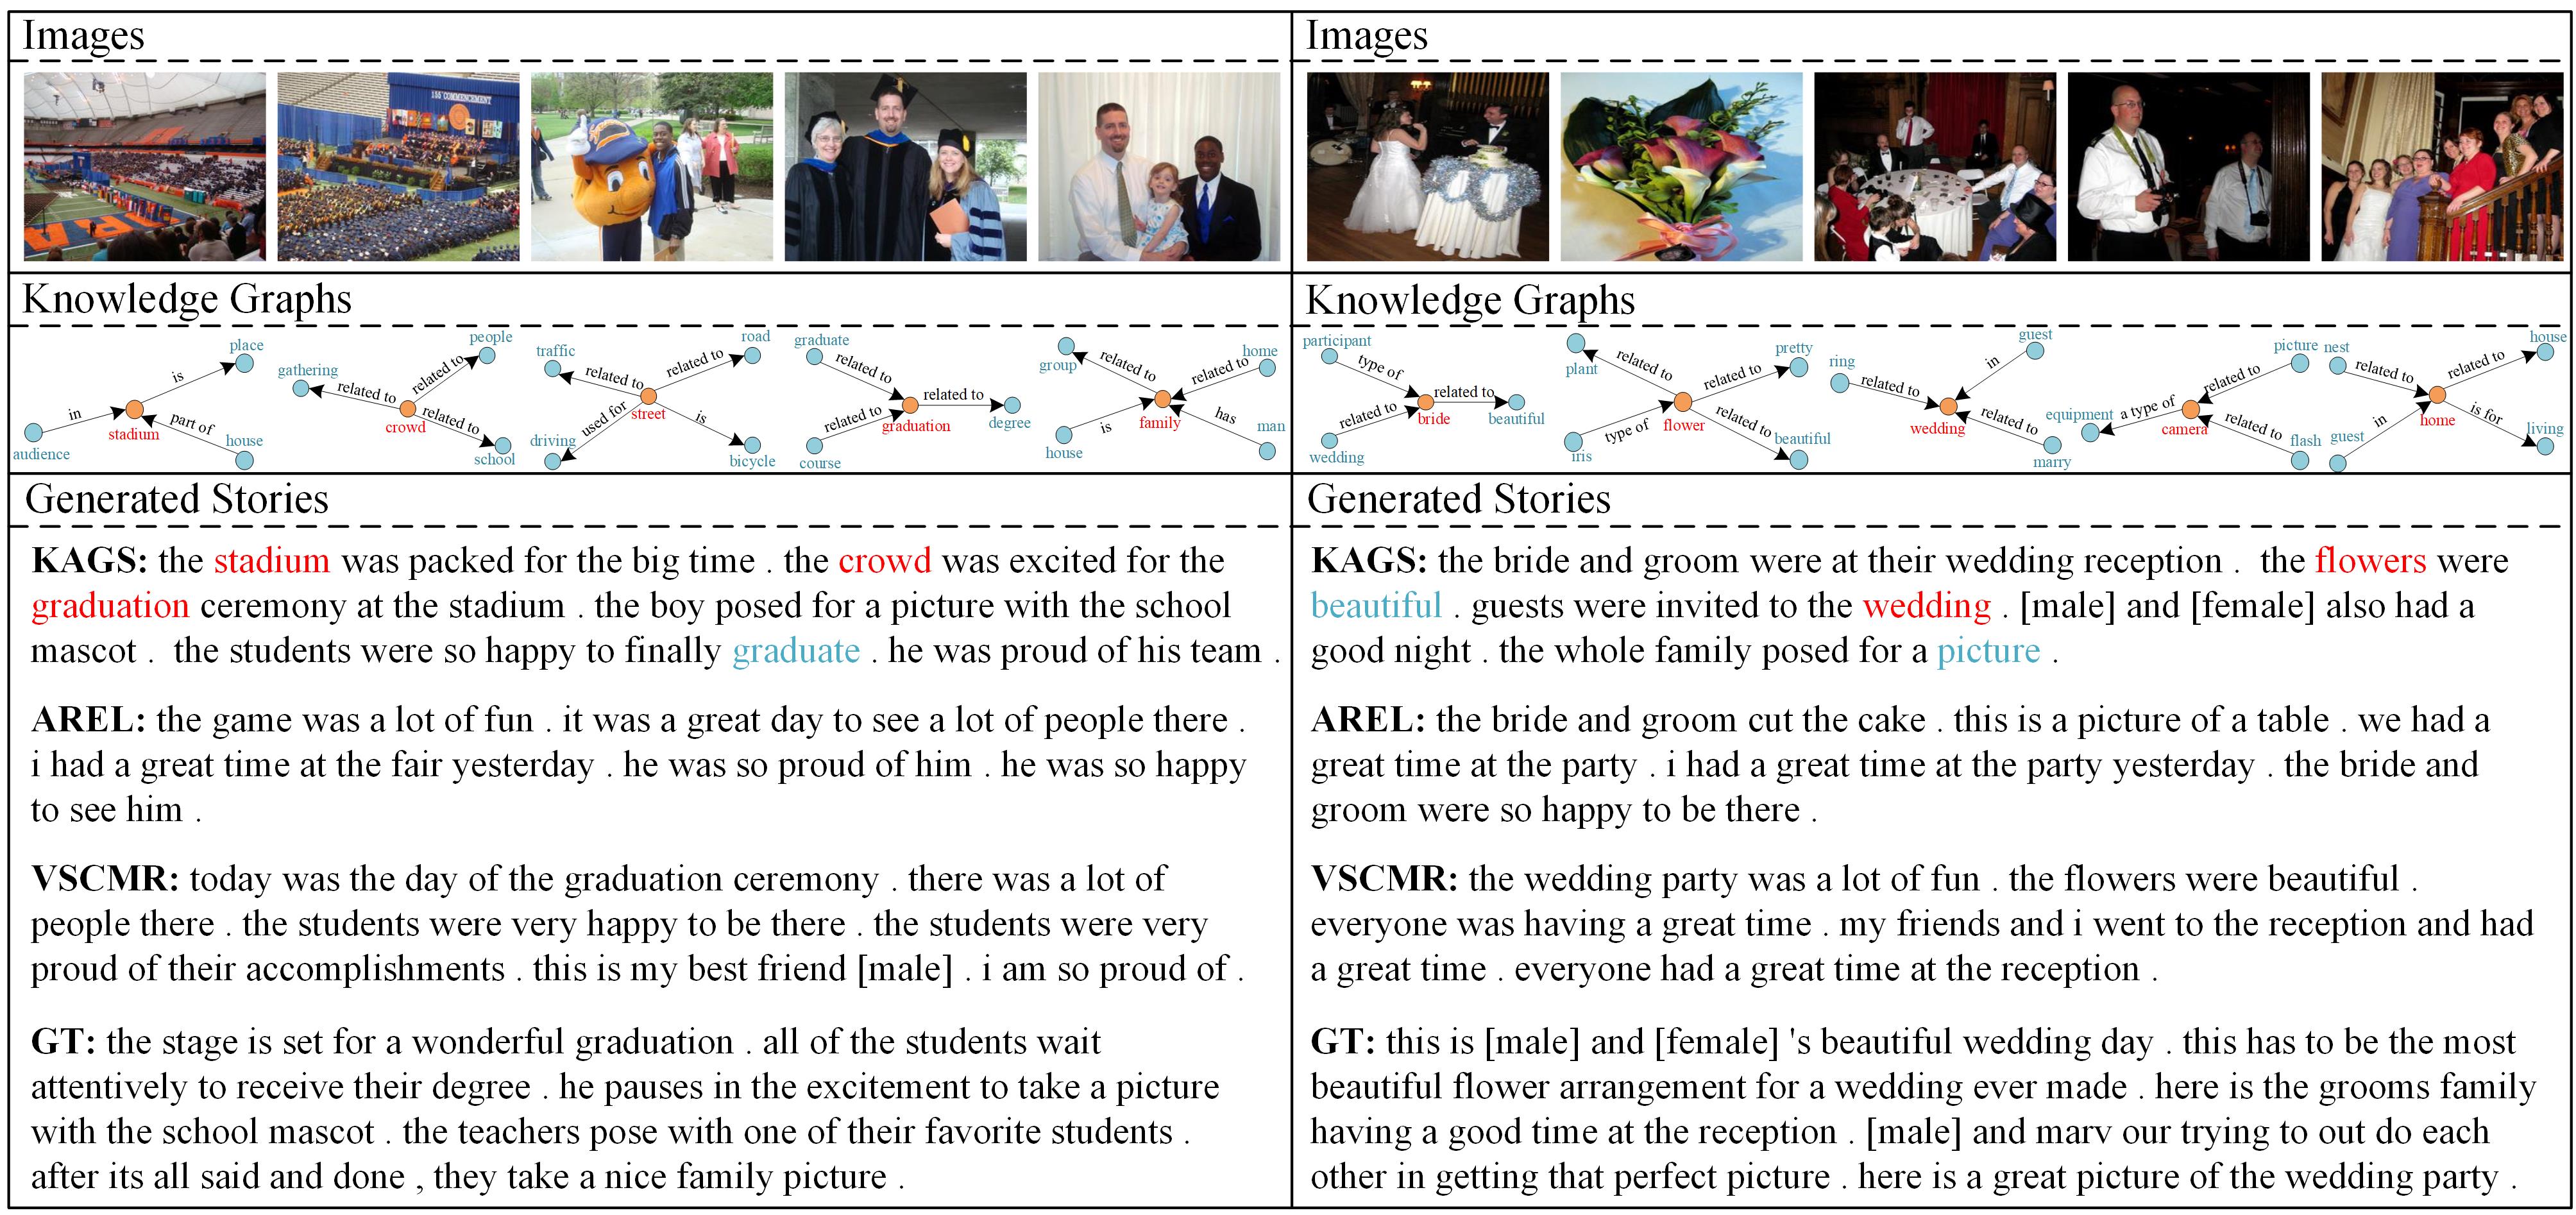 Images
155 COMMENCEMENT
Knowledge Graphs
place
is
in
stadium
part of
audience
house
people
gathering
related to
related to
crowd
related to
school
traffic
road
related to
related to
street
used for
is
driving
bicycle
graduate
related to
related to
related to
graduation
degree
course
group
home
related to
related to
family
is
has
house
man
Generated Stories
KAGS: the stadium was packed for the big time . the crowd was excited for the
graduation ceremony at the stadium . the boy posed for a picture with the school
mascot . the students were so happy to finally graduate . he was proud of his team .
AREL: the game was a lot of fun . it was a great day to see a lot of people there .
i had a great time at the fair yesterday . he was so proud of him . he was so happy
to see him .
VSCMR: today was the day of the graduation ceremony . there was a lot of
people there . the students were very happy to be there . the students were very
proud of their accomplishments . this is my best friend [male] . i am so proud of .
GT: the stage is set for a wonderful graduation . all of the students wait
attentively to receive their degree . he pauses in the excitement to take a picture
with the school mascot . the teachers pose with one of their favorite students .
after its all said and done , they take a nice family picture .
Images
Knowledge Graphs
participant
type of
related to
related to
bride
beautiful
wedding
plant
related to
related to
pretty
flower
type of
related to
iris
beautiful
guest
ring
in
related to
wedding
related to
marry
picture
related to
equipment
a type of
camera
related to
flash
nest
house
related to
related to
home
in
is for
guest
living
Generated Stories
KAGS: the bride and groom were at their wedding reception . the flowers were
beautiful . guests were invited to the wedding . [male] and [female] also had a
good night . the whole family posed for a picture .
AREL: the bride and groom cut the cake . this is a picture of a table . we had a
great time at the party . i had a great time at the party yesterday . the bride and
groom were so happy to be there .
VSCMR: the wedding party was a lot of fun . the flowers were beautiful .
everyone was having a great time . my friends and i went to the reception and had
a great time . everyone had a great time at the reception .
GT: this is [male] and [female] 's beautiful wedding day . this has to be the most
beautiful flower arrangement for a wedding ever made . here is the grooms family
having a good time at the reception . [male] and marv our trying to out do each
other in getting that perfect picture . here is a great picture of the wedding party .